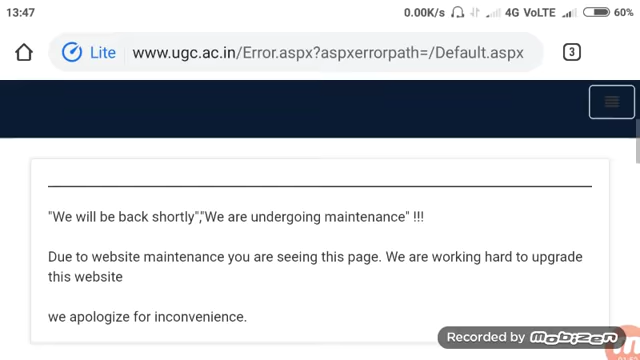 13:47 0.00K/s 4G VoLTE 60%
Lite www.ugc.ac.in/Error.aspx?aspxerrorpath=/Default.aspx 3
"We will be back shortly","We are undergoing maintenance" !!!
Due to website maintenance you are seeing this page. We are working hard to upgrade
this website
we apologize for inconvenience.
Recorded by mobizen